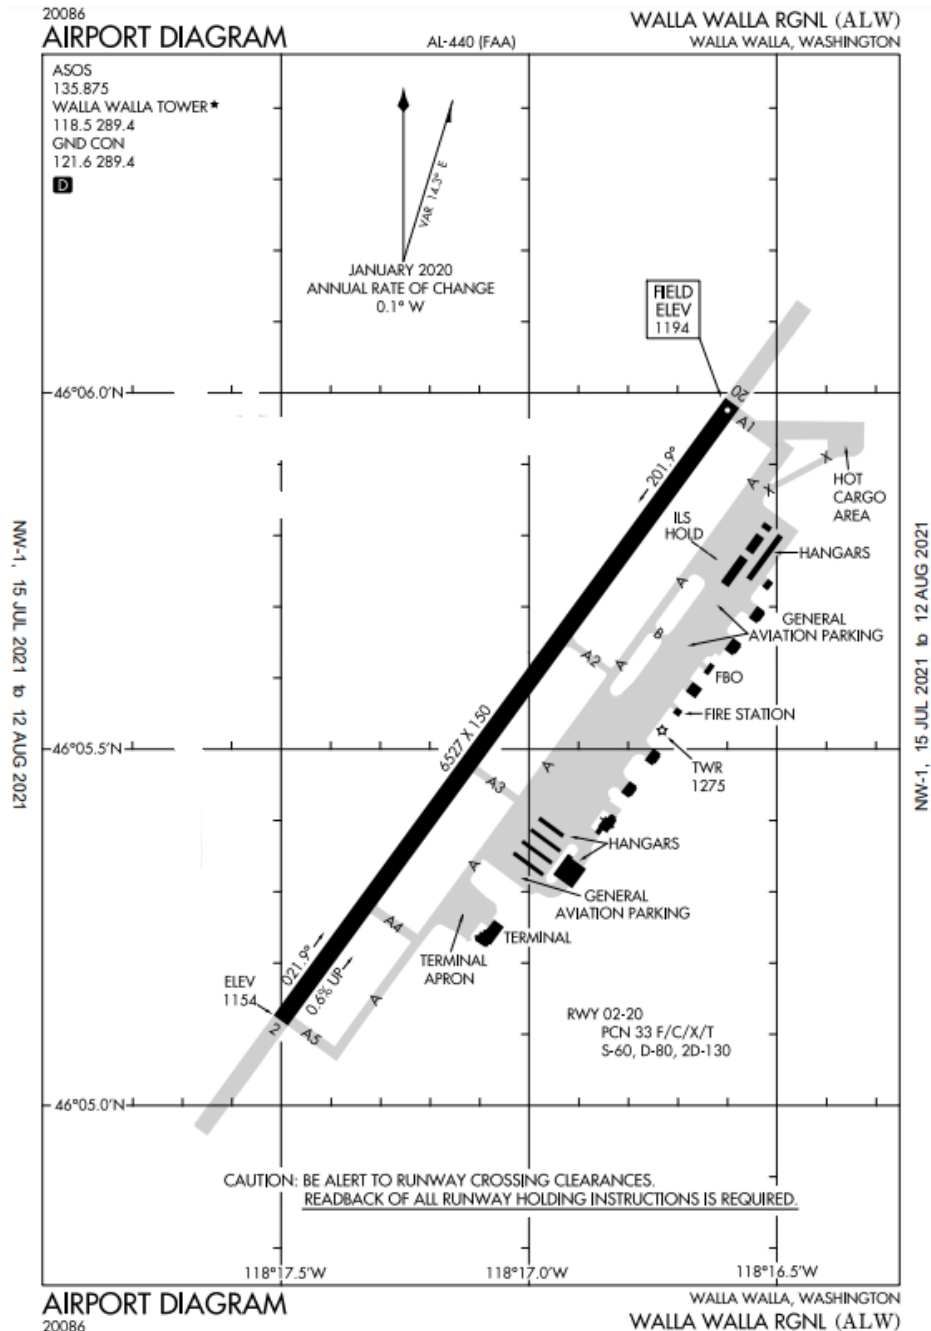 20086
AIRPORT DIAGRAM
AL-440 (FAA)
WALLA WALLA RGNL (ALW)
WALLA WALLA, WASHINGTON
ASOS
135.875
WALLA WALLA TOWER★
118.5 289.4
GND CON
121.6 289.4
D
VAR 14.3° E
JANUARY 2020
ANNUAL RATE OF CHANGE
0.1° W
FIELD
ELEV
1194
46°06.0'N
20
A1
201.9°
A
X
X
HOT
CARGO
AREA
ILS
HOLD
HANGARS
A
GENERAL
AVIATION PARKING
B
A2
A
FBO
FIRE STATION
6527 X 150
46°05.5'N
TWR
1275
A
A3
HANGARS
A
GENERAL
AVIATION PARKING
A4
TERMINAL
TERMINAL
APRON
021.9°
0.6% UP
A
ELEV
1154
2
A5
RWY 02-20
PCN 33 F/C/X/T
S-60, D-80, 2D-130
46°05.0'N
CAUTION: BE ALERT TO RUNWAY CROSSING CLEARANCES.
READBACK OF ALL RUNWAY HOLDING INSTRUCTIONS IS REQUIRED.
118°17.5'W
118°17.0'W
118°16.5'W
NW-1, 15 JUL 2021 to 12 AUG 2021
NW-1, 15 JUL 2021 to 12 AUG 2021
AIRPORT DIAGRAM
20086
WALLA WALLA, WASHINGTON
WALLA WALLA RGNL (ALW)